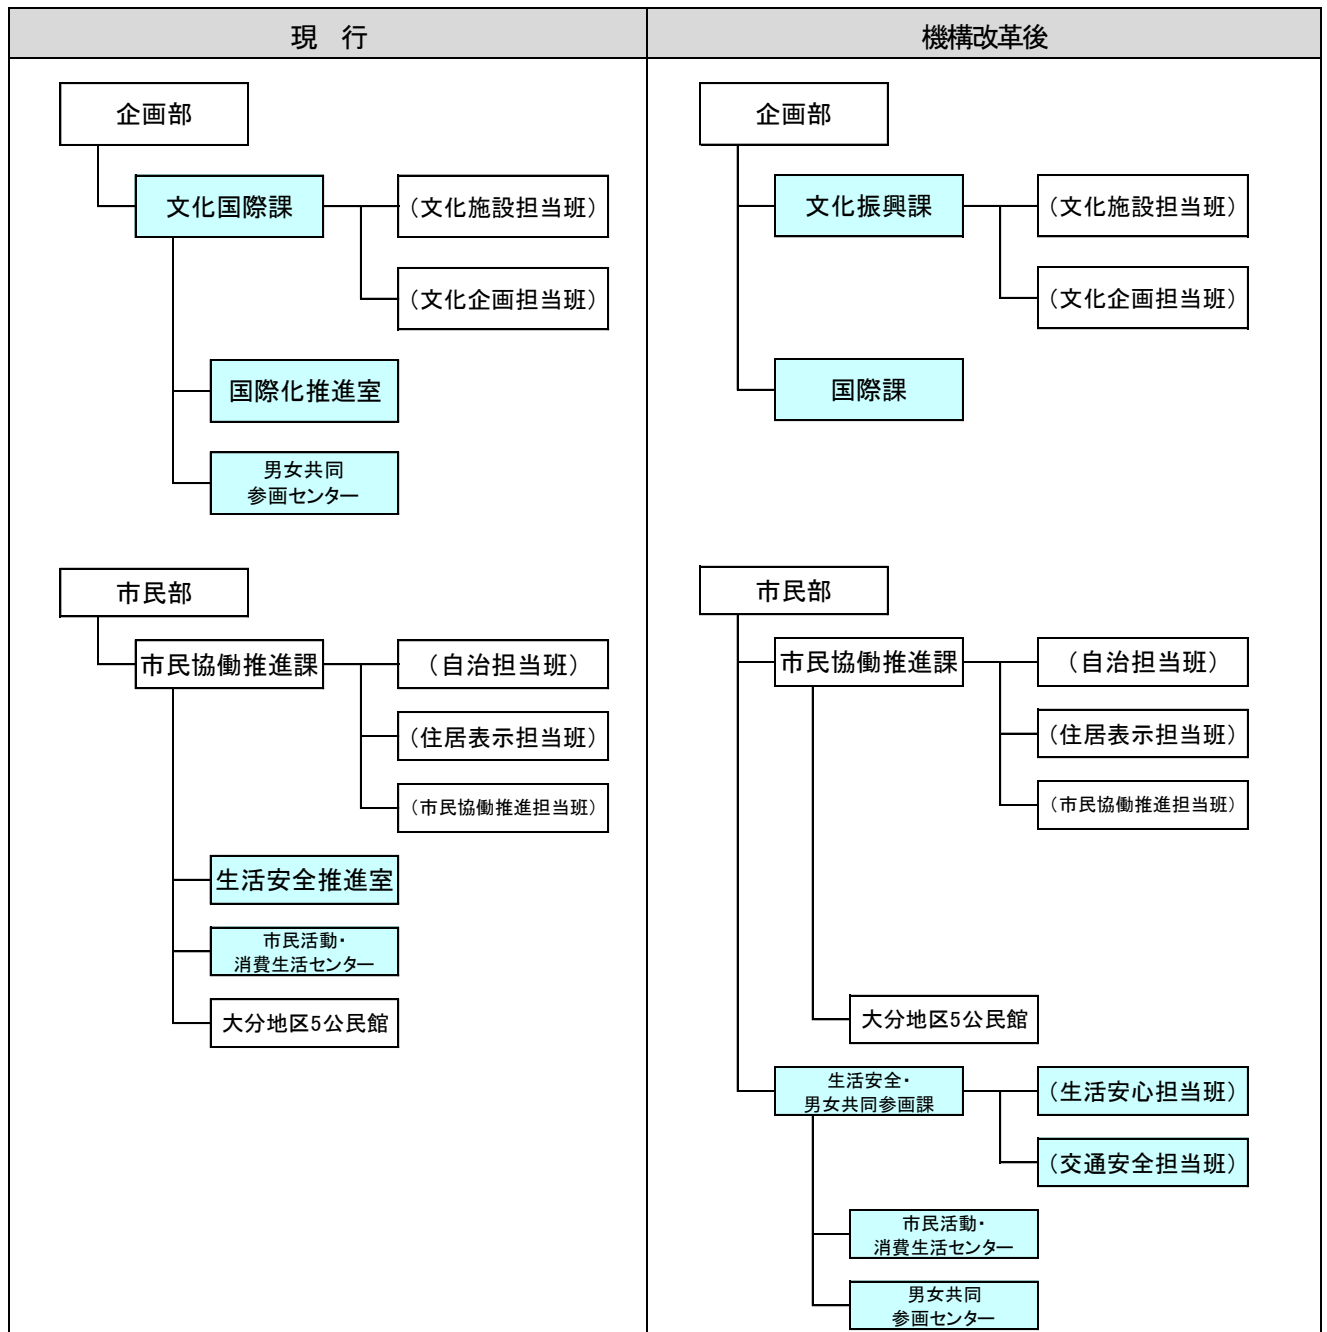 現　行
企画部
文化国際課
（文化施設担当班）
（文化企画担当班）
国際化推進室
男女共同
参画センター
市民部
市民協働推進課
（自治担当班）
（住居表示担当班）
（市民協働推進担当班）
生活安全推進室
市民活動・
消費生活センター
大分地区5公民館
機構改革後
企画部
文化振興課
（文化施設担当班）
（文化企画担当班）
国際課
市民部
市民協働推進課
（自治担当班）
（住居表示担当班）
（市民協働推進担当班）
大分地区5公民館
生活安全・
男女共同参画課
（生活安心担当班）
（交通安全担当班）
市民活動・
消費生活センター
男女共同
参画センター